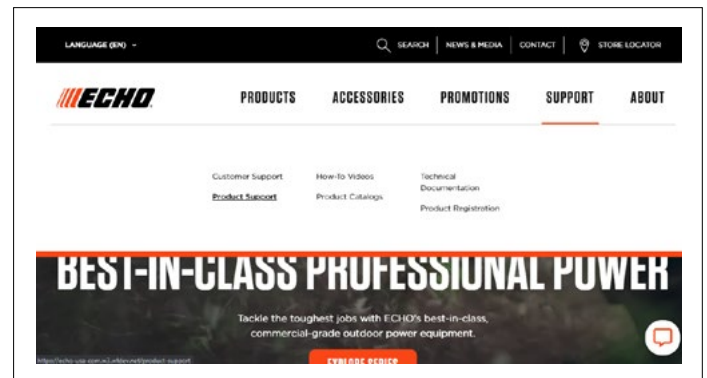 LANGUAGE (EN)
SEARCH
NEWS & MEDIA
CONTACT
STORE LOCATOR
ECHO
PRODUCTS
ACCESSORIES
PROMOTIONS
SUPPORT
ABOUT
Customer Support
How-To Videos
Technical
Documentation
Product Support
Product Catalogs
Product Registration
BEST-IN-CLASS PROFESSIONAL POWER
Tackle the toughest jobs with ECHO's best-in-class,
commercial-grade outdoor power equipment.
EXPLORE SERIES